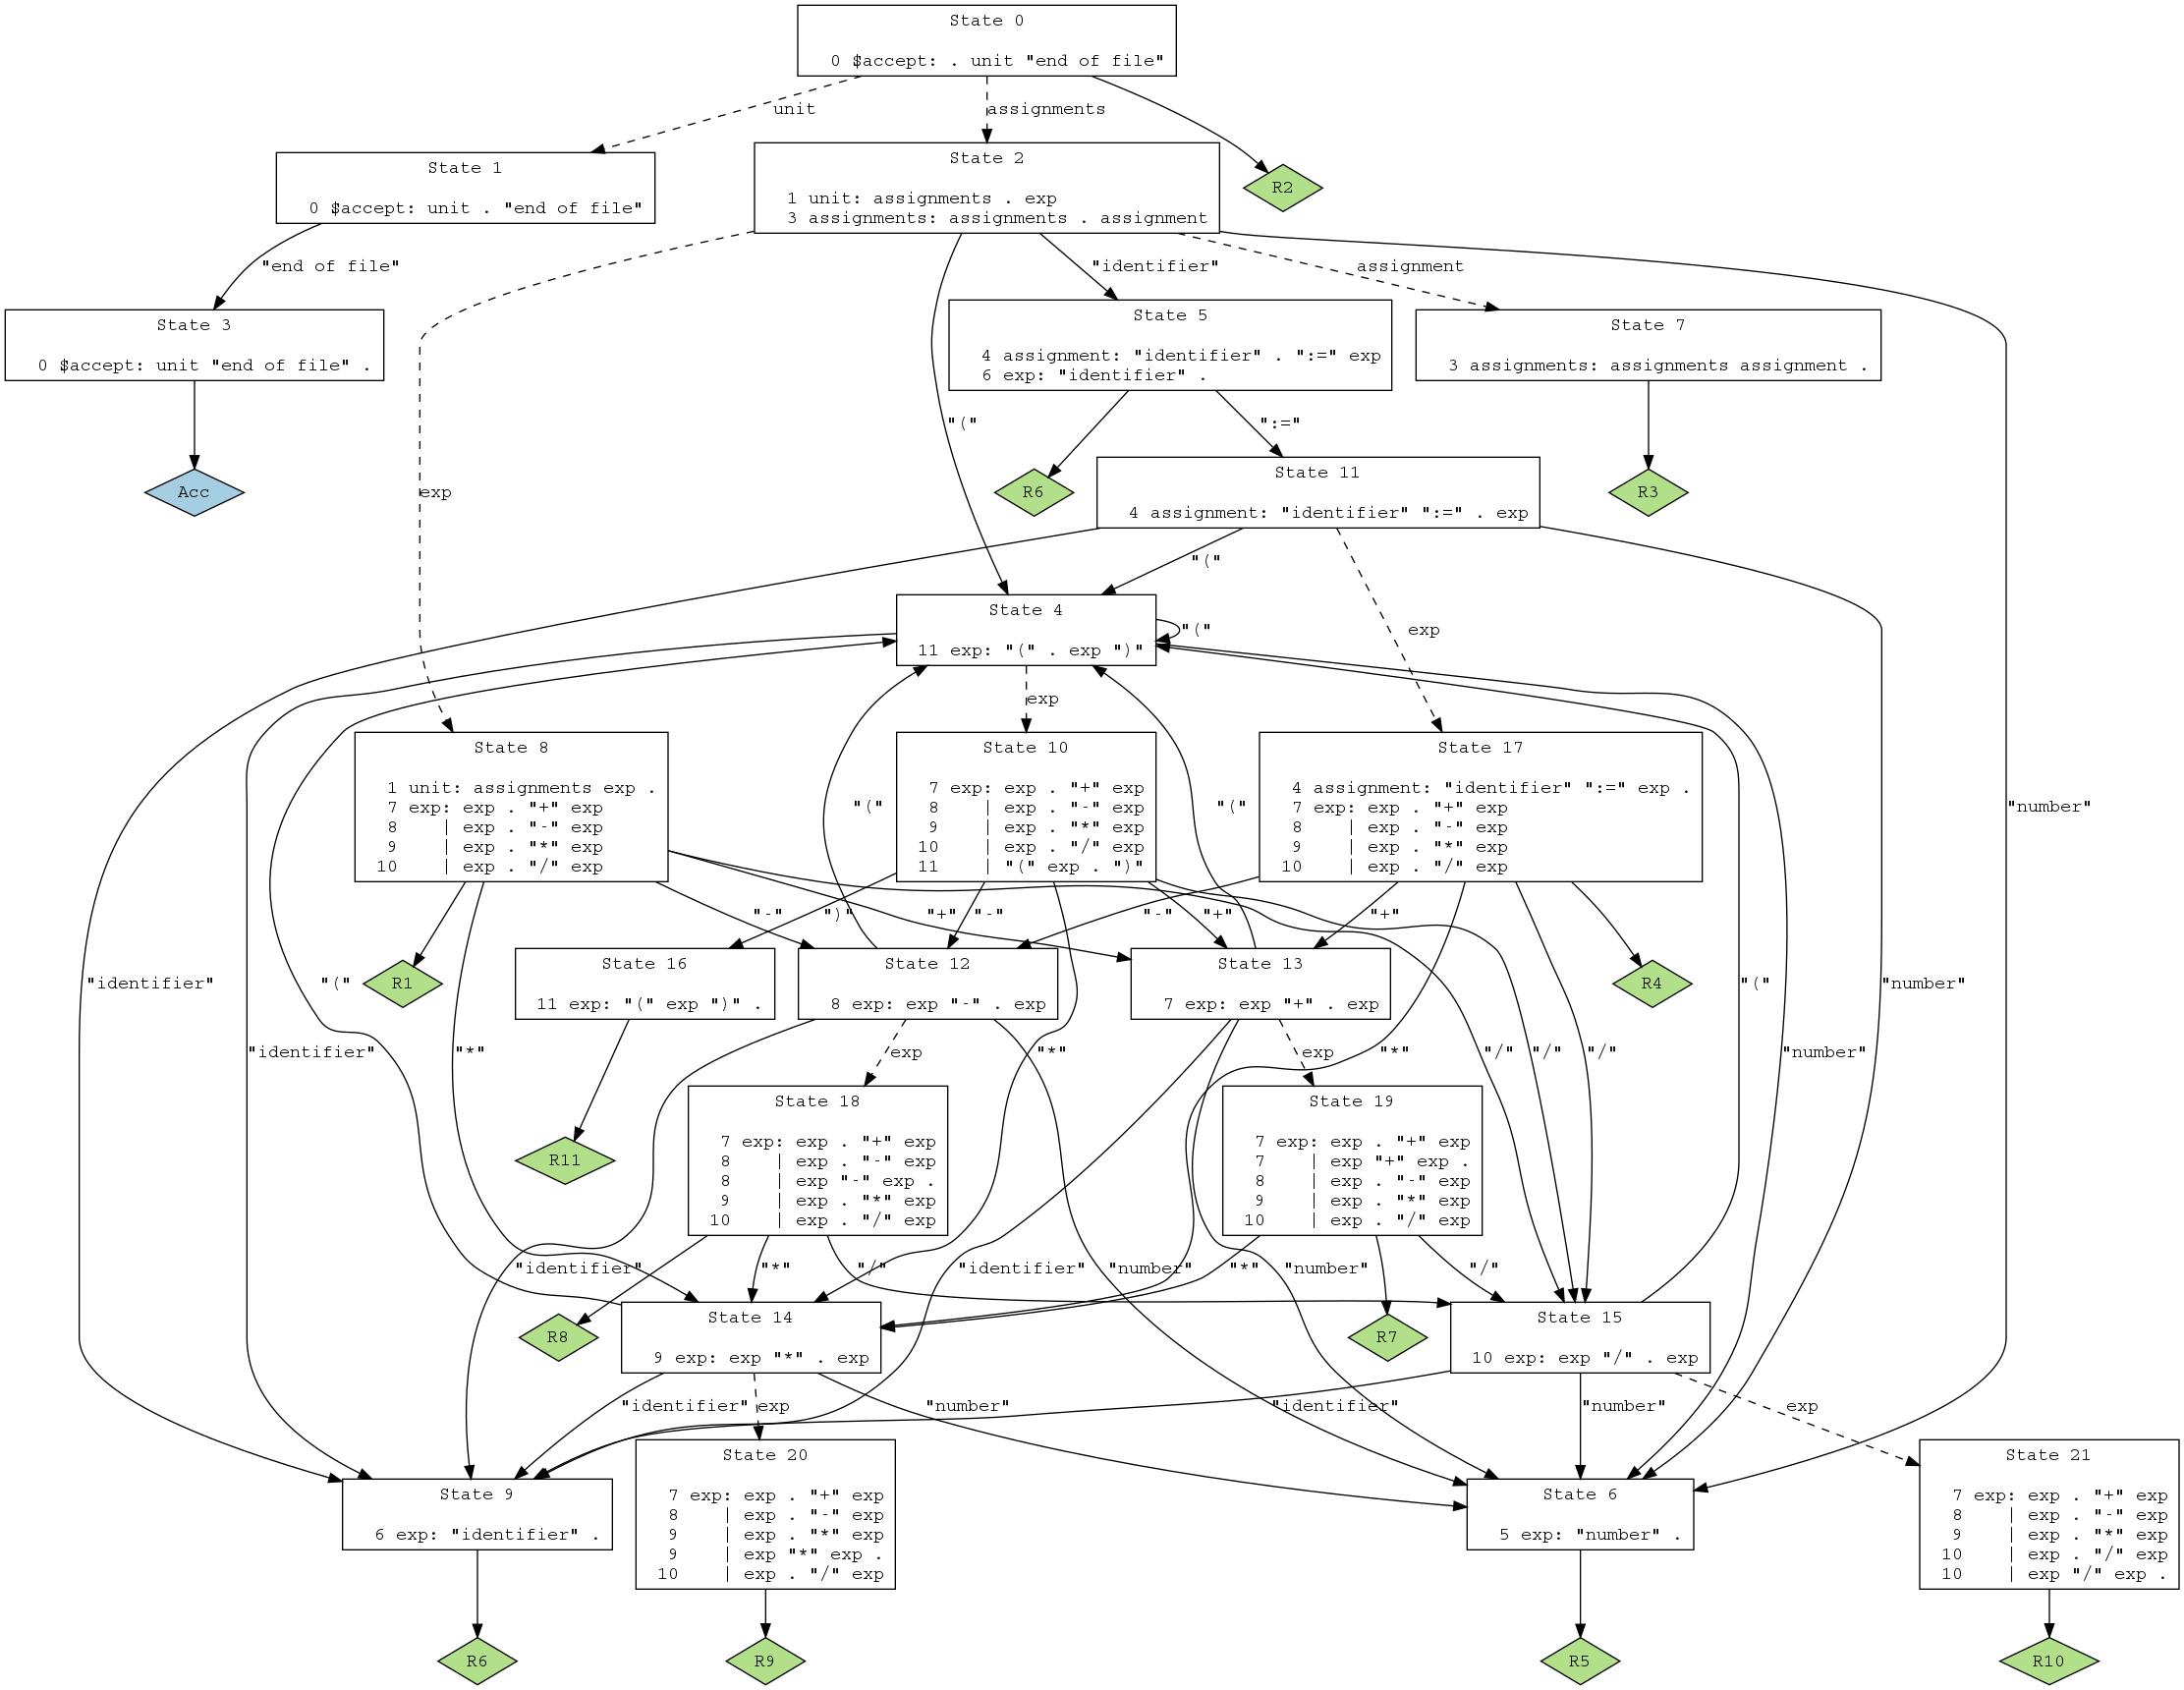 State 0
0 $accept: . unit "end of file"
unit
assignments
State 1
0 $accept: unit . "end of file"
State 2
1 unit: assignments . exp
3 assignments: assignments . assignment
R2
"end of file"
"identifier"
assignment
State 3
0 $accept: unit "end of file" .
State 5
4 assignment: "identifier" . ":=" exp
6 exp: "identifier" .
State 7
3 assignments: assignments assignment .
"("
":="
Acc
exp
R6
State 11
4 assignment: "identifier" ":=" . exp
R3
"("
State 4
11 exp: "(" . exp ")"
"("
exp
exp
State 8
1 unit: assignments exp .
7 exp: exp . "+" exp
8 | exp . "-" exp
9 | exp . "*" exp
10 | exp . "/" exp
State 10
7 exp: exp . "+" exp
8 | exp . "-" exp
9 | exp . "*" exp
10 | exp . "/" exp
11 | "(" exp . ")"
State 17
4 assignment: "identifier" ":=" exp .
7 exp: exp . "+" exp
8 | exp . "-" exp
9 | exp . "*" exp
10 | exp . "/" exp
"("
"("
"number"
"-"
")"
"+"
"-"
"-"
"+"
"+"
"identifier"
"("
R1
State 16
11 exp: "(" exp ")" .
State 12
8 exp: exp "-" . exp
State 13
7 exp: exp "+" . exp
R4
"("
"number"
"identifier"
"*"
exp
"*"
exp
"*"
"/"
"/"
"/"
"number"
R11
State 18
7 exp: exp . "+" exp
8 | exp . "-" exp
8 | exp "-" exp .
9 | exp . "*" exp
10 | exp . "/" exp
State 19
7 exp: exp . "+" exp
7 | exp "+" exp .
8 | exp . "-" exp
9 | exp . "*" exp
10 | exp . "/" exp
"identifier"
"*"
"/"
"identifier"
"number"
"*"
"number"
"/"
R8
State 14
9 exp: exp "*" . exp
R7
State 15
10 exp: exp "/" . exp
"identifier"
exp
"number"
"identifier"
"number"
exp
State 9
6 exp: "identifier" .
State 20
7 exp: exp . "+" exp
8 | exp . "-" exp
9 | exp . "*" exp
9 | exp "*" exp .
10 | exp . "/" exp
State 6
5 exp: "number" .
State 21
7 exp: exp . "+" exp
8 | exp . "-" exp
9 | exp . "*" exp
10 | exp . "/" exp
10 | exp "/" exp .
R6
R9
R5
R10